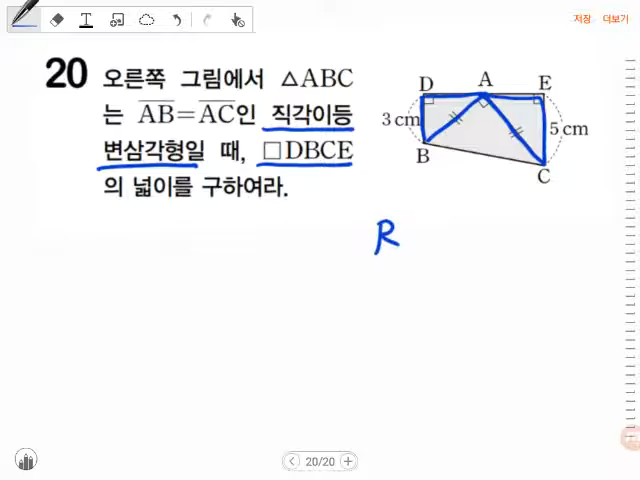 저장 더보기
20 오른쪽 그림에서 △ABC
는 AB=AC인 직각이등
변삼각형일 때, □DBCE
의 넓이를 구하여라.
D A E
3 cm 5 cm
B
C
R
20/20